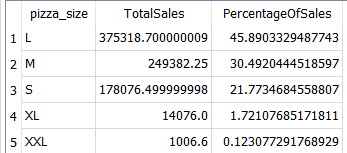 pizza_size TotalSales PercentageOfSales
1 L 375318.700000009 45.8903329487743
2 M 249382.25 30.4920444518597
3 S 178076.499999998 21.7734684558807
4 XL 14076.0 1.72107685171811
5 XXL 1006.6 0.123077291768929